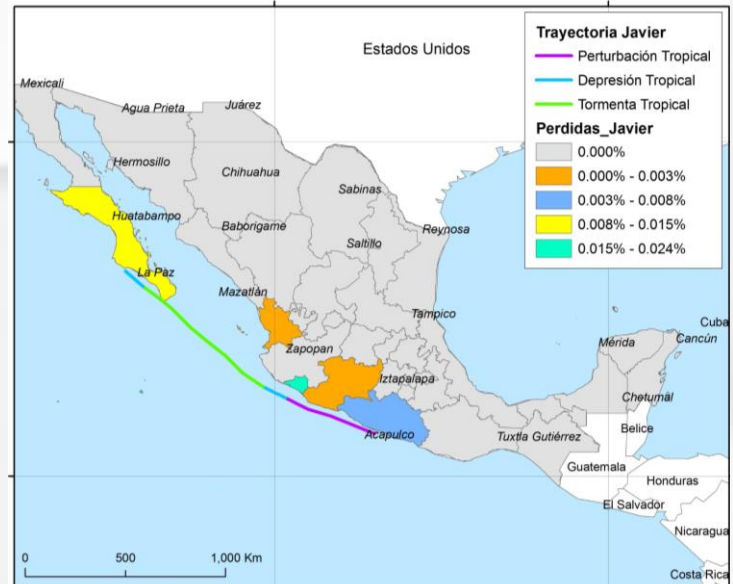 Estados Unidos
Trayectoria Javier
Perturbación Tropical
Depresión Tropical
Tormenta Tropical
Perdidas_Javier
0.000%
0.000% - 0.003%
0.003% - 0.008%
0.008% - 0.015%
0.015% - 0.024%
Mexicali
Agua Prieta
Juárez
Hermosillo
Chihuahua
Sabinas
Huatabampo
Baborigame
Reynosa
Saltillo
La Paz
Mazatlán
Tampico
Cuba
Zapopan
Mérida
Cancún
Iztapalapa
Chetumal
Acapulco
Tuxtla Gutiérrez
Belice
Guatemala
Honduras
El Salvador
Nicaragua
Costa Rica
0 500 1,000 Km